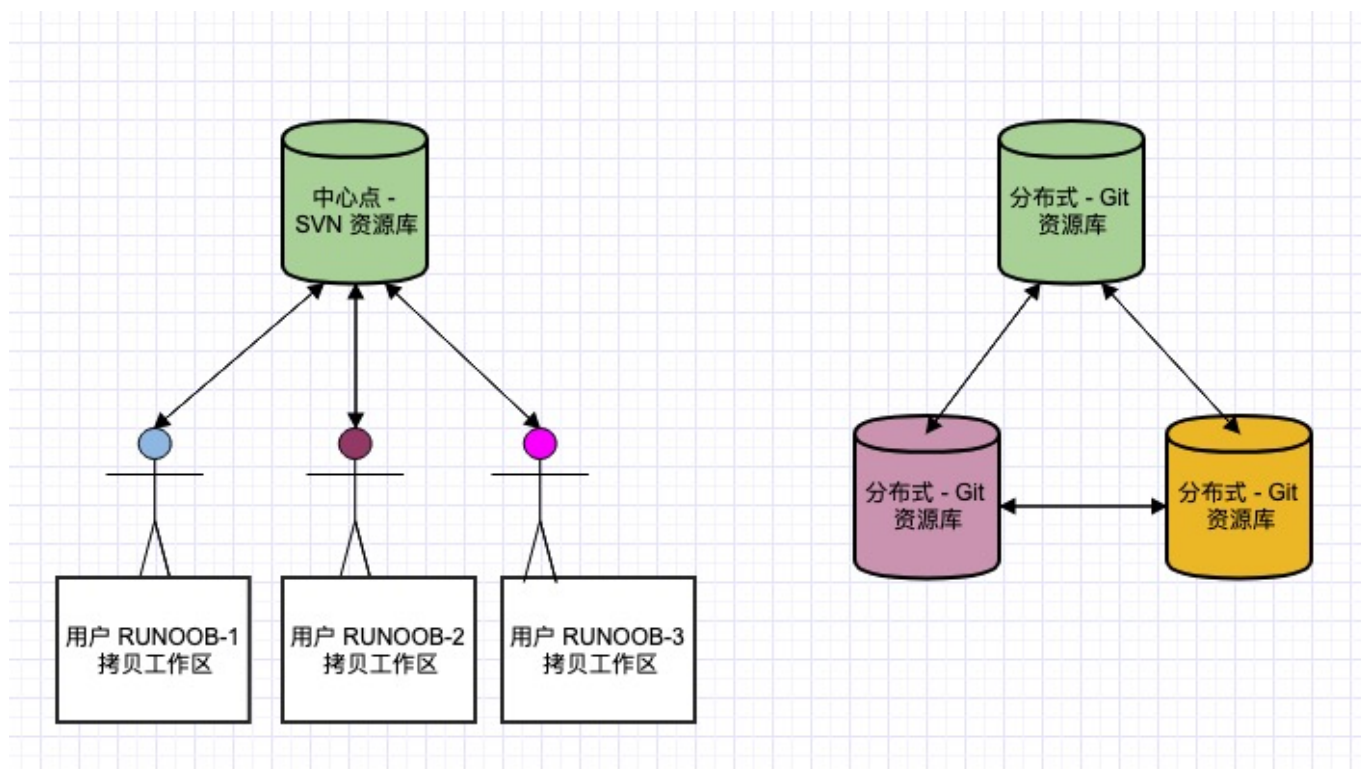 中心点 -
SVN 资源库
分布式 - Git
资源库
分布式 - Git
资源库
分布式 - Git
资源库
用户 RUNOOB-1
拷贝工作区
用户 RUNOOB-2
拷贝工作区
用户 RUNOOB-3
拷贝工作区